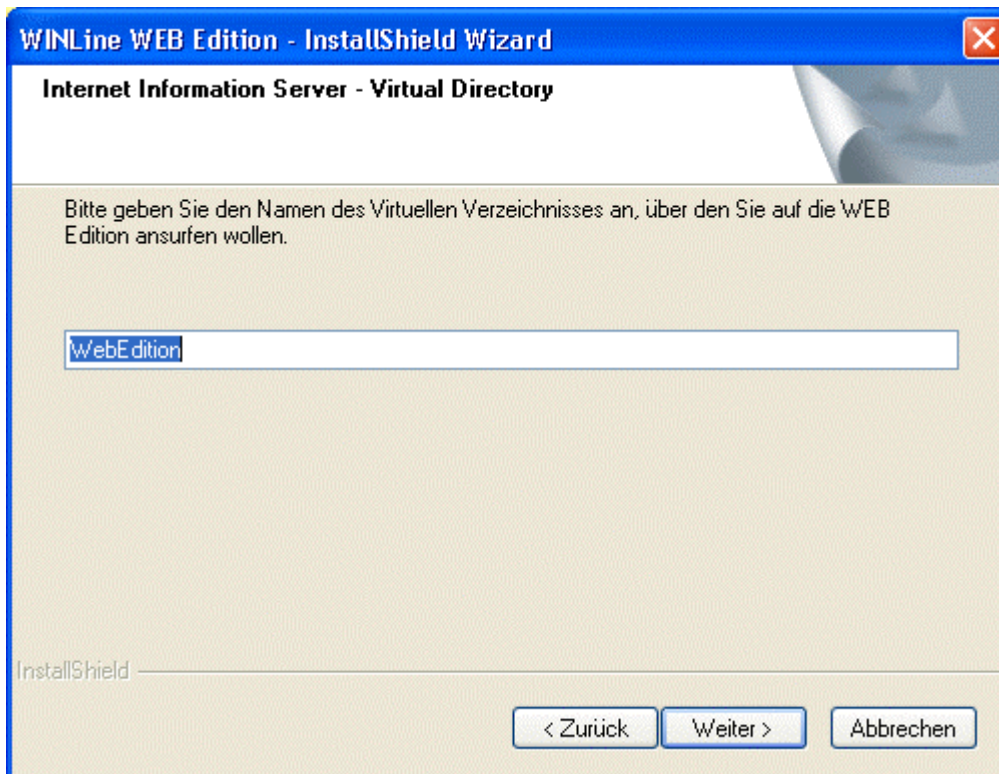 WINLine WEB Edition - InstallShield Wizard
Internet Information Server - Virtual Directory
Bitte geben Sie den Namen des Virtuellen Verzeichnisses an, über den Sie auf die WEB
Edition ansurfen wollen.
WebEdition
InstallShield
< Zurück Weiter > Abbrechen